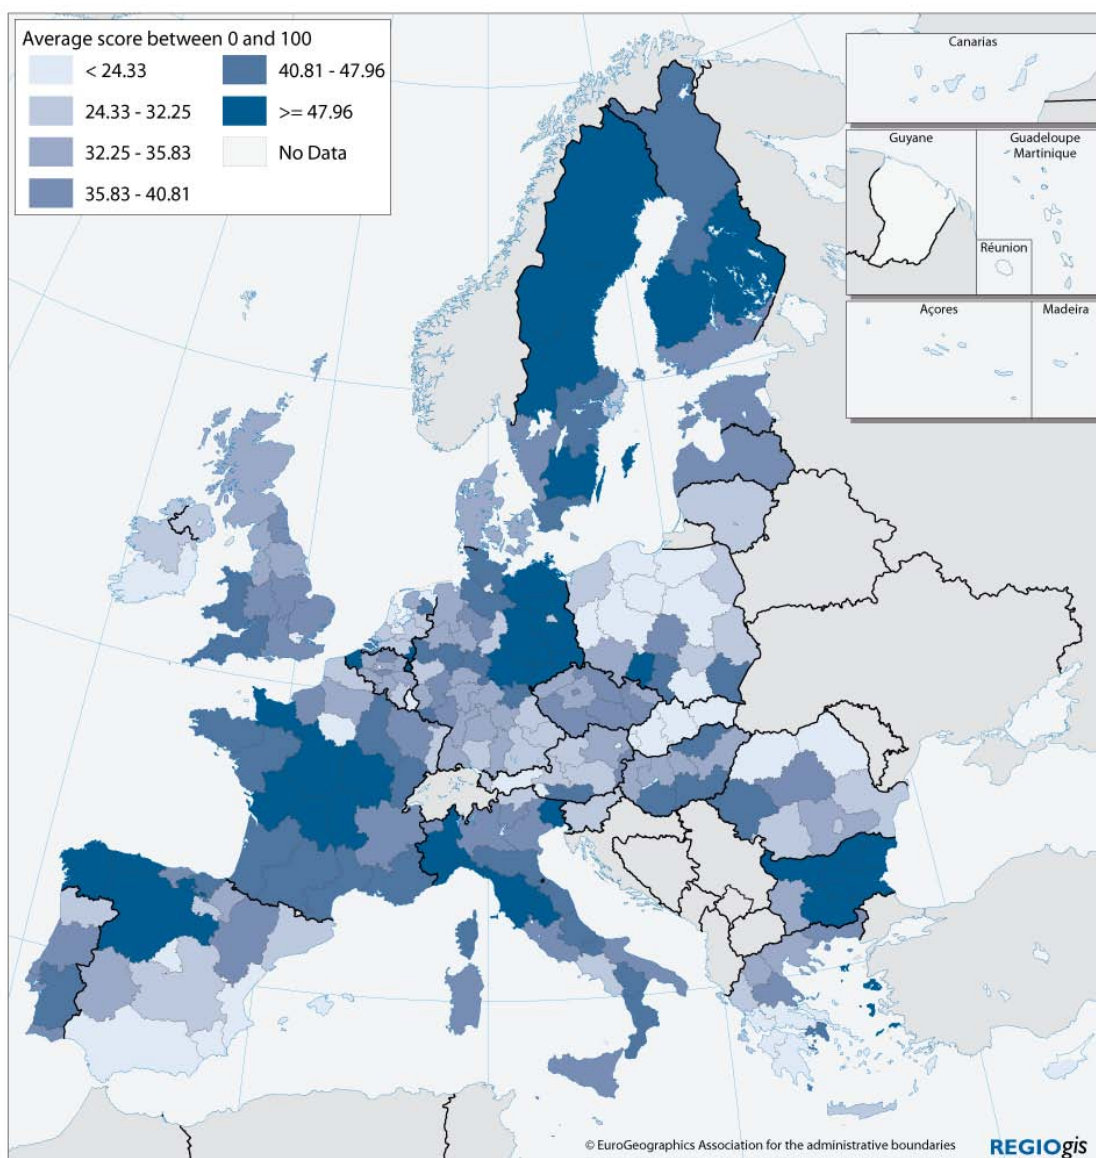 Average score between 0 and 100
< 24.33
24.33 - 32.25
32.25 - 35.83
35.83 - 40.81
40.81 - 47.96
>= 47.96
No Data
Canarias
Guyane
Guadeloupe
Martinique
Réunion
Açores
Madeira
© EuroGeographics Association for the administrative boundaries
REGIOgis